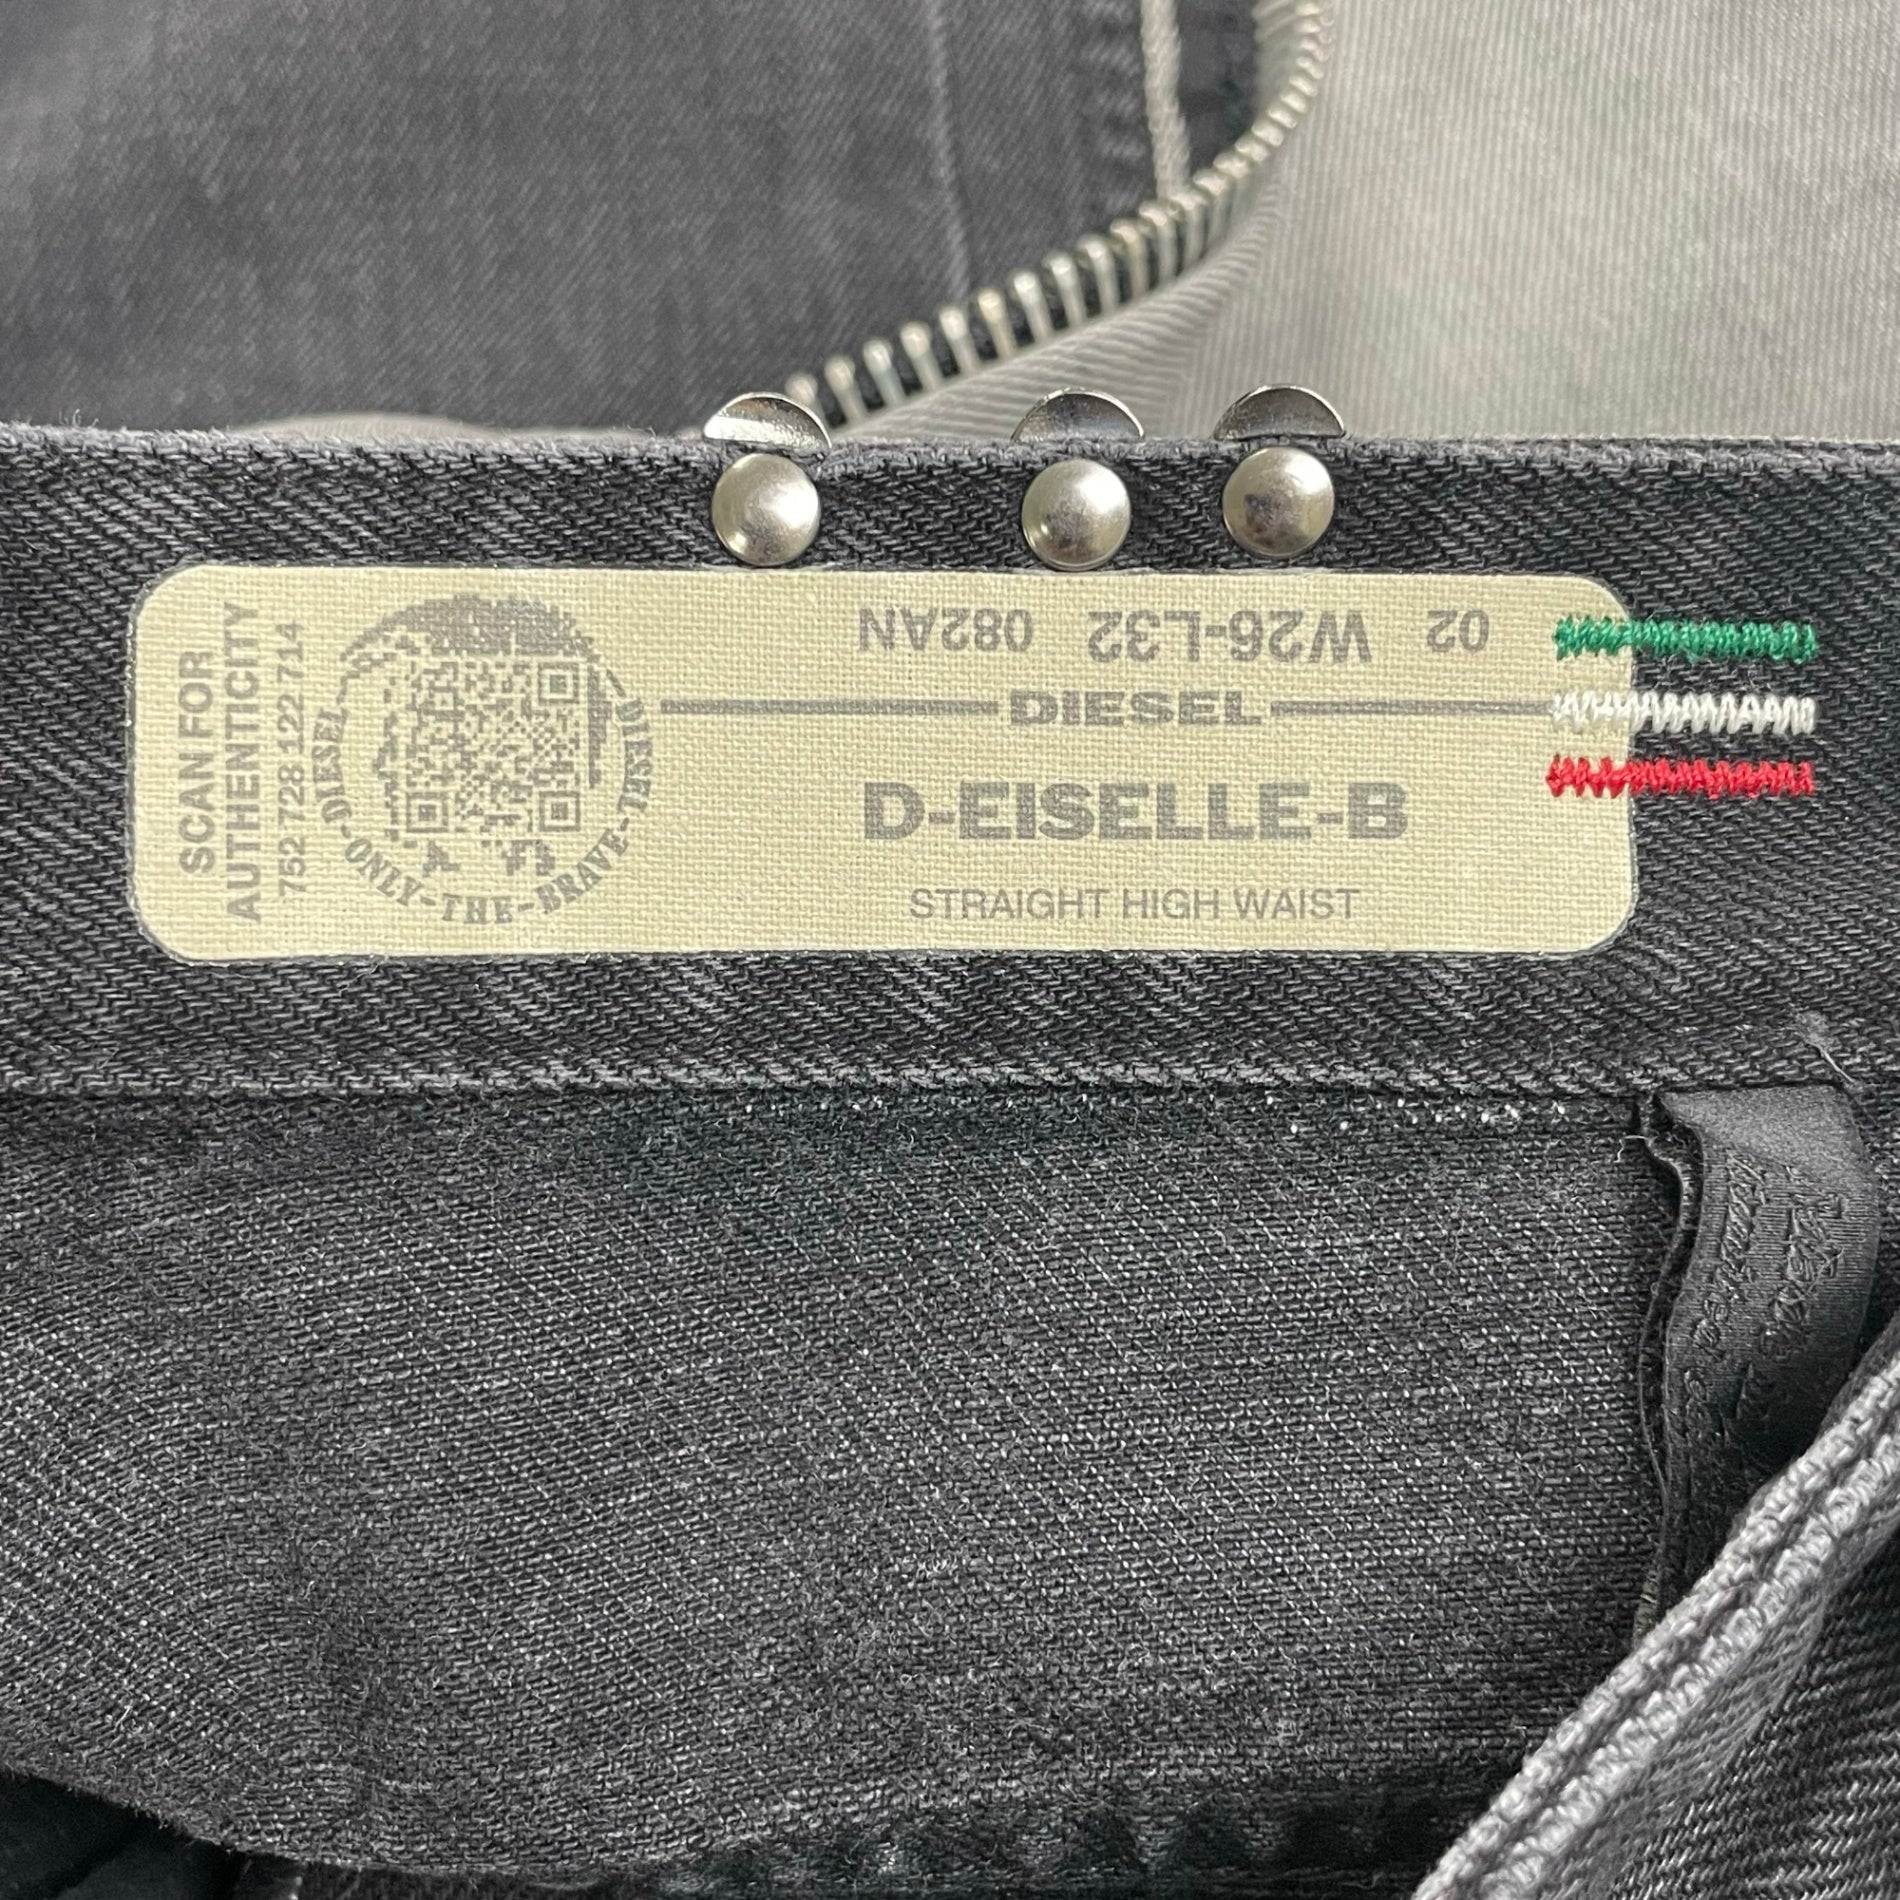 SCAN FOR
AUTHENTICITY
752 728 122 714
DIESEL-ONLY-THE-BRAVE-DIESEL
02 W26-L32 082AN
DIESEL
D-EISELLE-B
STRAIGHT HIGH WAIST